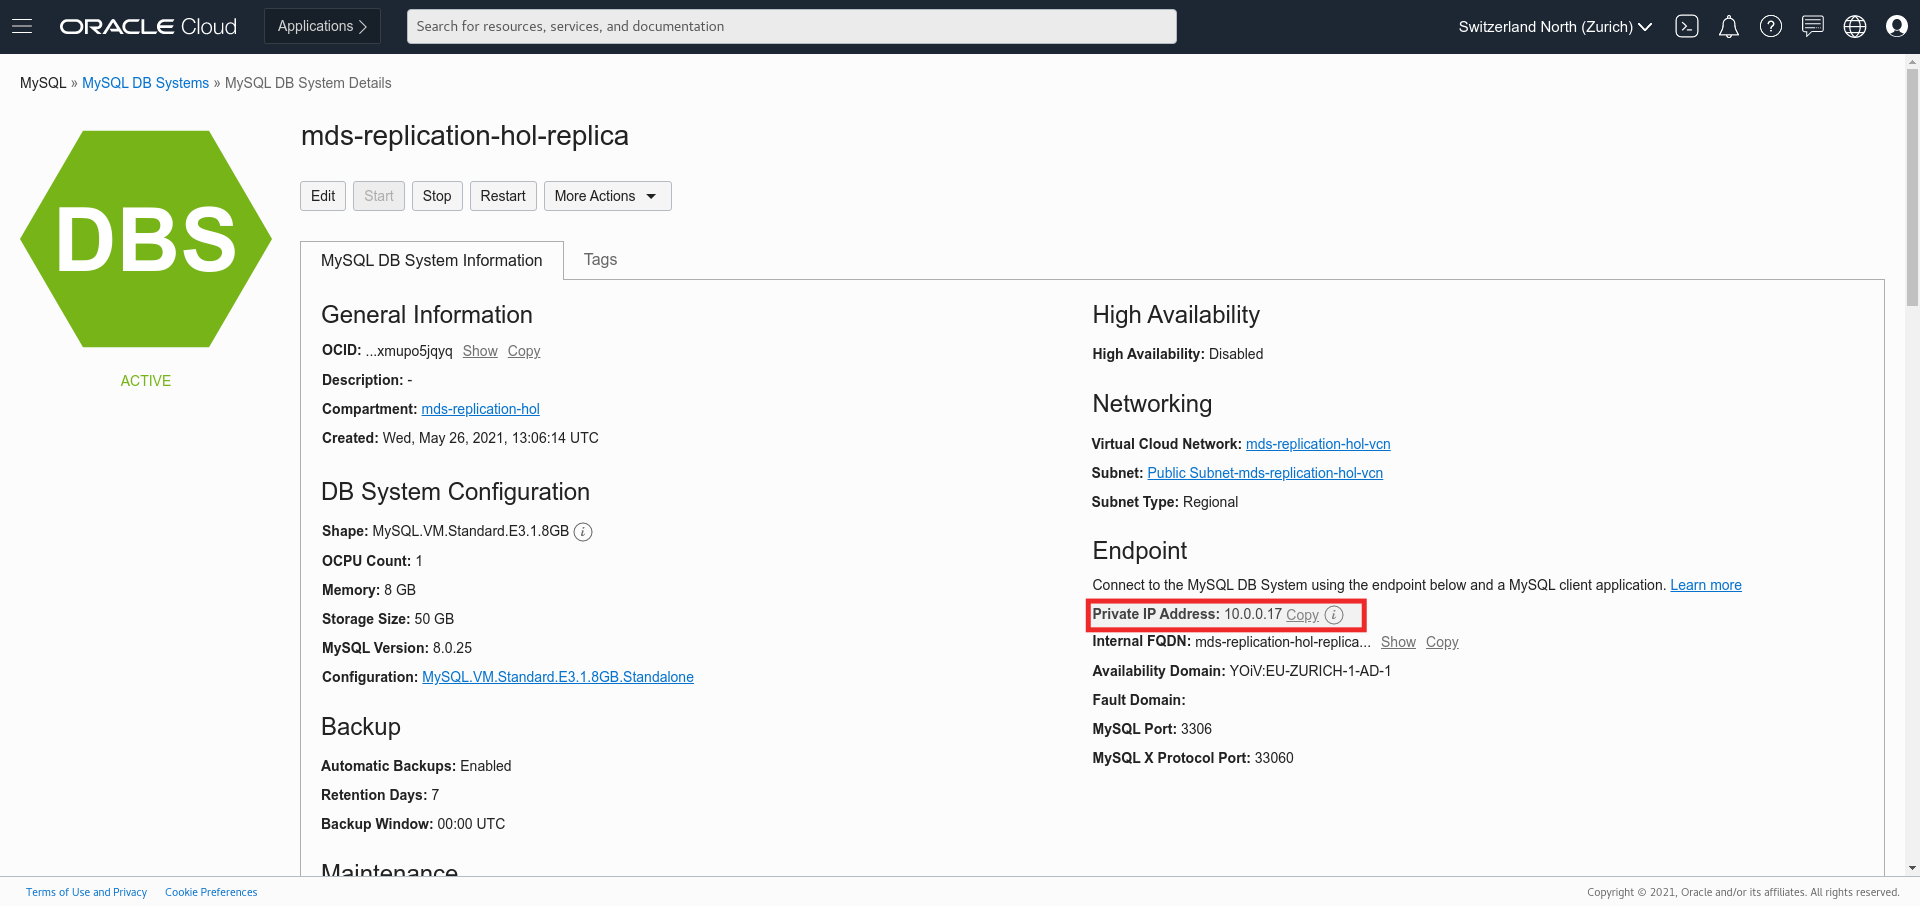 ORACLE Cloud Applications Search for resources, services, and documentation Switzerland North (Zurich)
MySQL » MySQL DB Systems » MySQL DB System Details
DBS
ACTIVE
mds-replication-hol-replica
Edit Start Stop Restart More Actions
MySQL DB System Information Tags
General Information
OCID: ...xmupo5jqyq Show Copy
Description: -
Compartment: mds-replication-hol
Created: Wed, May 26, 2021, 13:06:14 UTC
DB System Configuration
Shape: MySQL.VM.Standard.E3.1.8GB i
OCPU Count: 1
Memory: 8 GB
Storage Size: 50 GB
MySQL Version: 8.0.25
Configuration: MySQL.VM.Standard.E3.1.8GB.Standalone
Backup
Automatic Backups: Enabled
Retention Days: 7
Backup Window: 00:00 UTC
Maintenance
High Availability
High Availability: Disabled
Networking
Virtual Cloud Network: mds-replication-hol-vcn
Subnet: Public Subnet-mds-replication-hol-vcn
Subnet Type: Regional
Endpoint
Connect to the MySQL DB System using the endpoint below and a MySQL client application. Learn more
Private IP Address: 10.0.0.17 Copy i
Internal FQDN: mds-replication-hol-replica... Show Copy
Availability Domain: YOiV:EU-ZURICH-1-AD-1
Fault Domain:
MySQL Port: 3306
MySQL X Protocol Port: 33060
Terms of Use and Privacy Cookie Preferences Copyright © 2021, Oracle and/or its affiliates. All rights reserved.